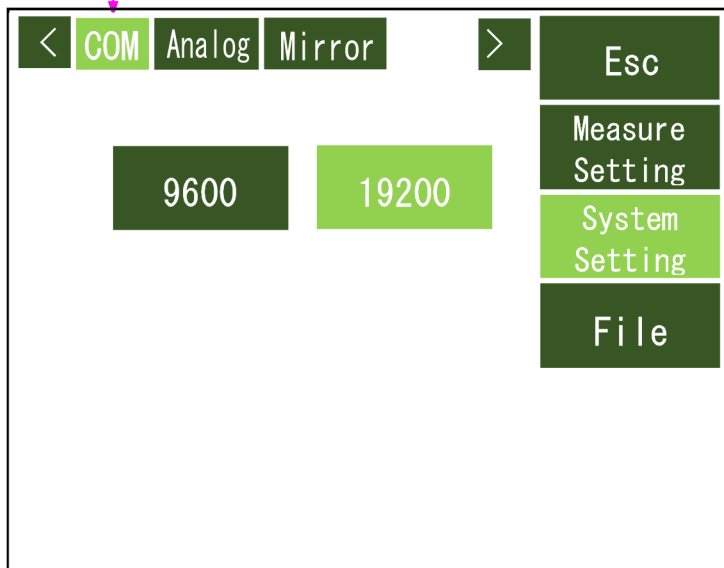 < COM Analog Mirror >
Esc
Measure
Setting
9600 19200
System
Setting
File